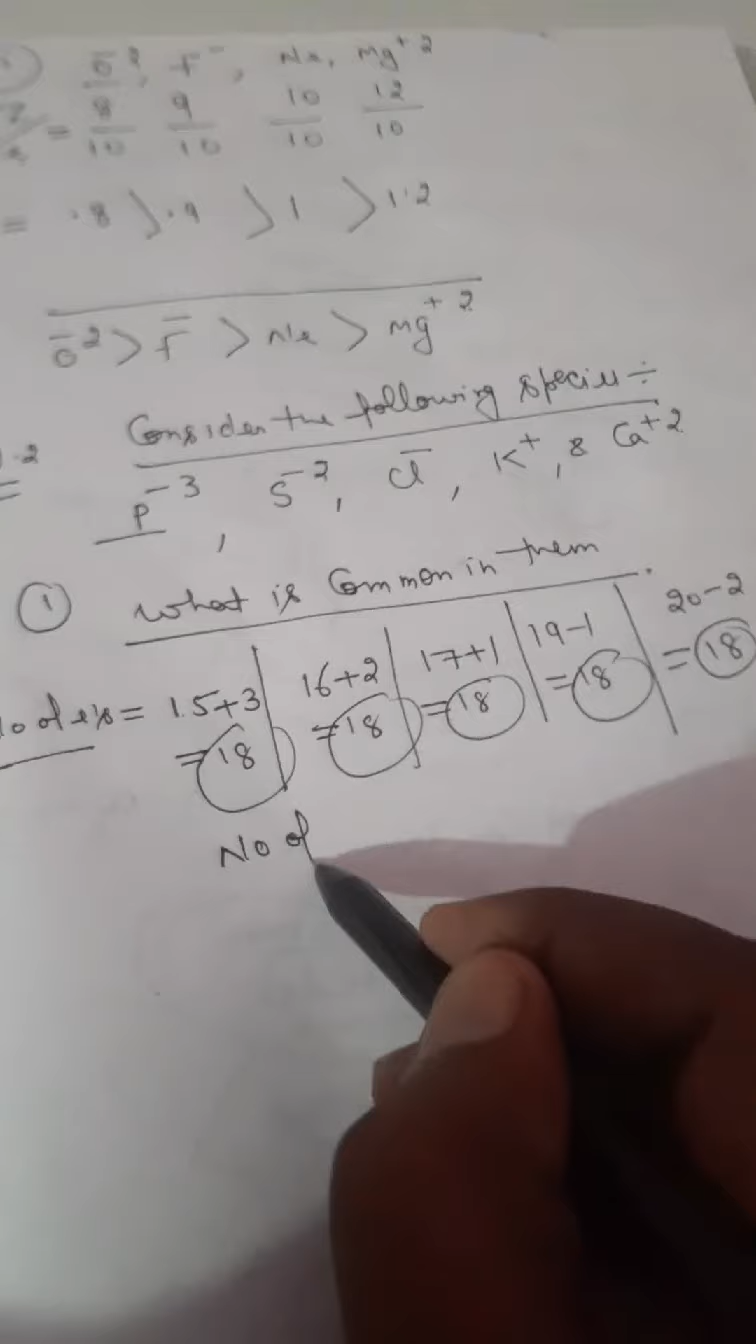 O⁻², F⁻, Ne, Mg⁺²
= 8/10 9/10 10/10 12/10
= .8 > .9 > 1 > 1.2
O⁻² > F⁻ > Ne > Mg⁺²
Consider the following species ÷
P⁻³, S⁻², Cl⁻, K⁺, & Ca⁺²
① What is Common in them.
15+3 | 16+2 | 17+1 | 19-1 | 20-2
= 18 | = 18 | = 18 | = 18 | = 18
No of